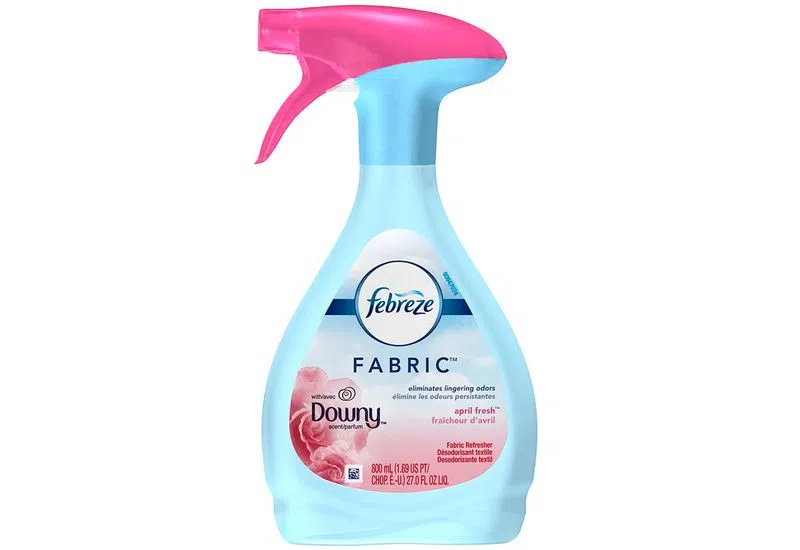 febreze
FABRIC™
eliminates lingering odors
élimine les odeurs persistantes
with/avec
Downy™
scent/parfum
april fresh™
fraîcheur d'avril
Fabric Refresher
Désodorisant textile
Desodorizante textil
800 mL (1.69 US PT/
CHOP. É.-U.) 27.0 FL OZ LIQ.